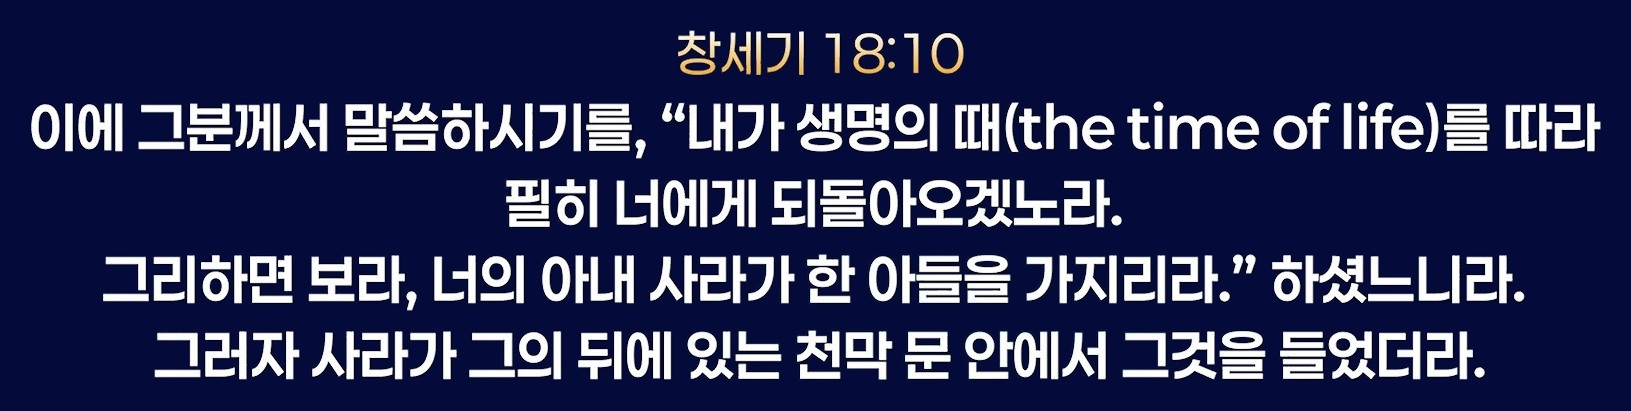 창세기 18:10
이에 그분께서 말씀하시기를, “내가 생명의 때(the time of life)를 따라
필히 너에게 되돌아오겠노라.
그리하면 보라, 너의 아내 사라가 한 아들을 가지리라.” 하셨느니라.
그러자 사라가 그의 뒤에 있는 천막 문 안에서 그것을 들었더라.